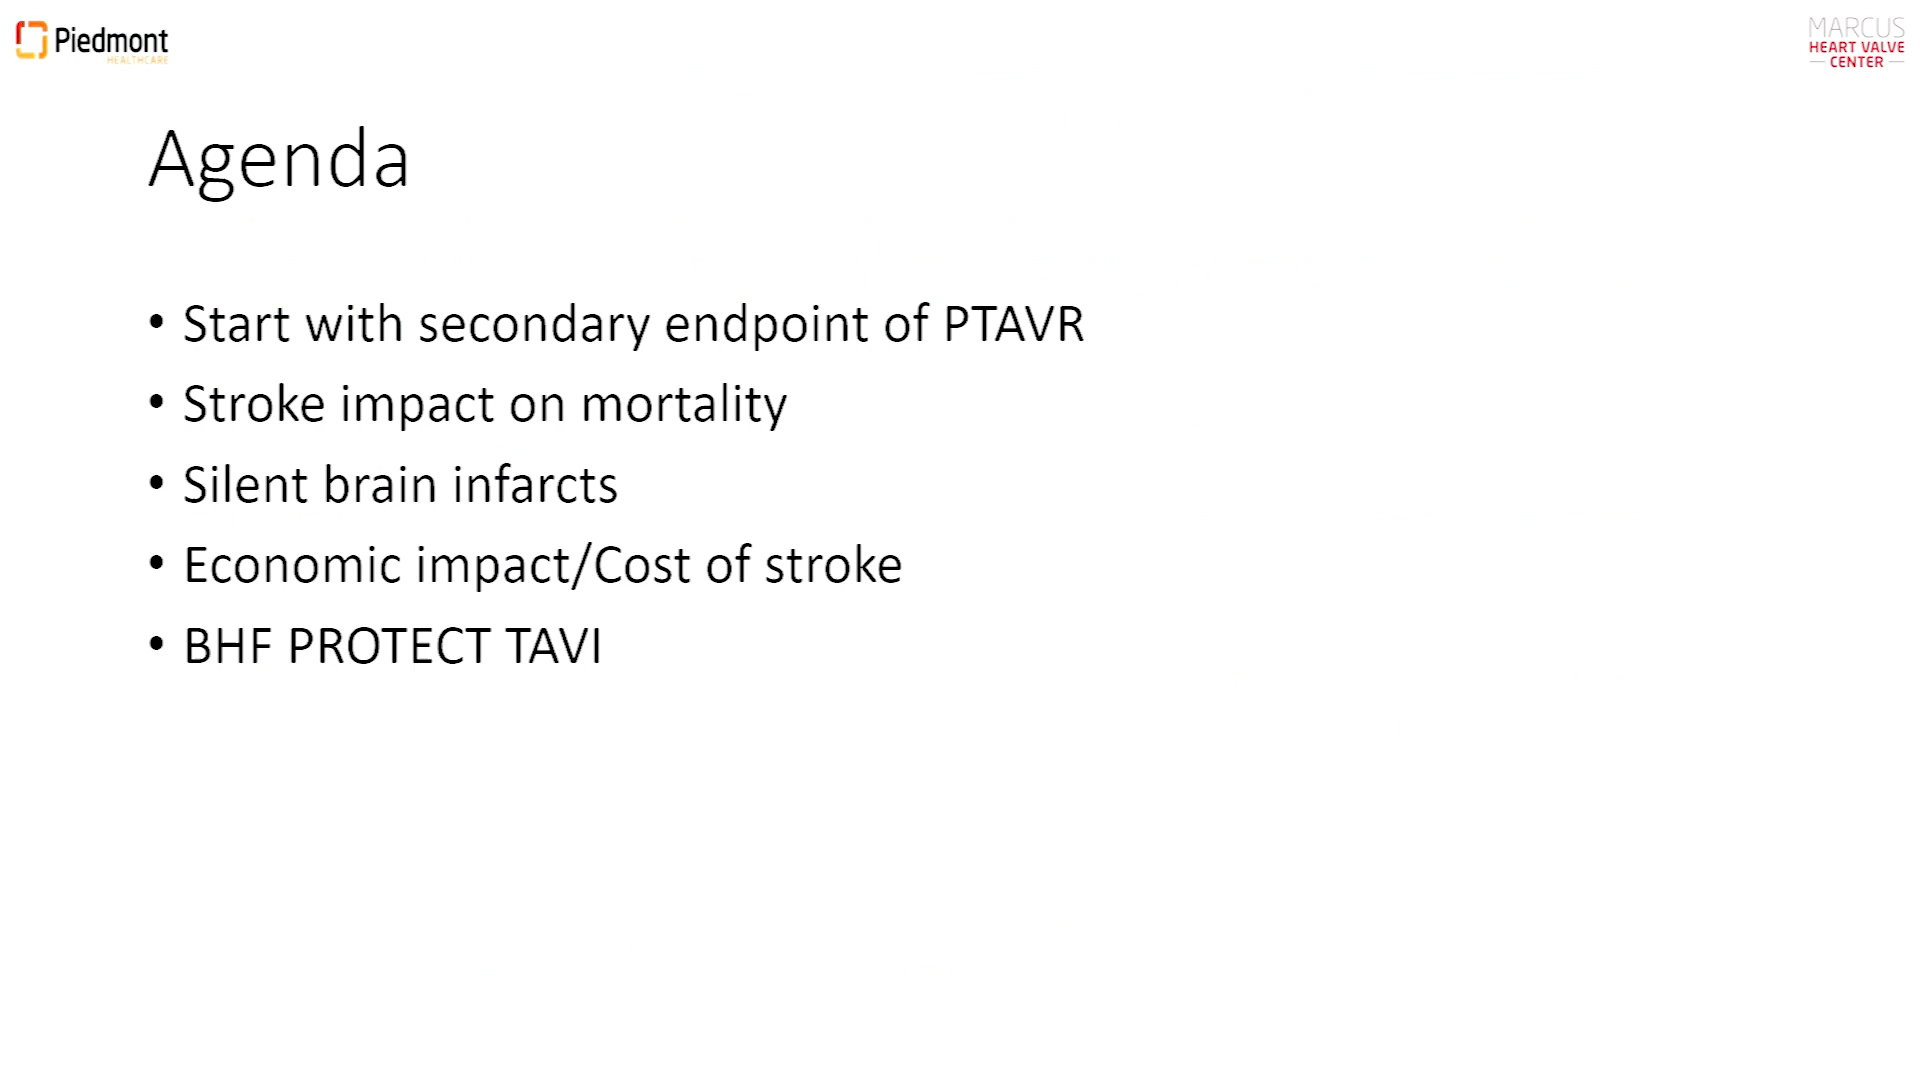 Piedmont
HEALTHCARE
MARCUS
HEART VALVE
CENTER
Agenda
• Start with secondary endpoint of PTAVR
• Stroke impact on mortality
• Silent brain infarcts
• Economic impact/Cost of stroke
• BHF PROTECT TAVI